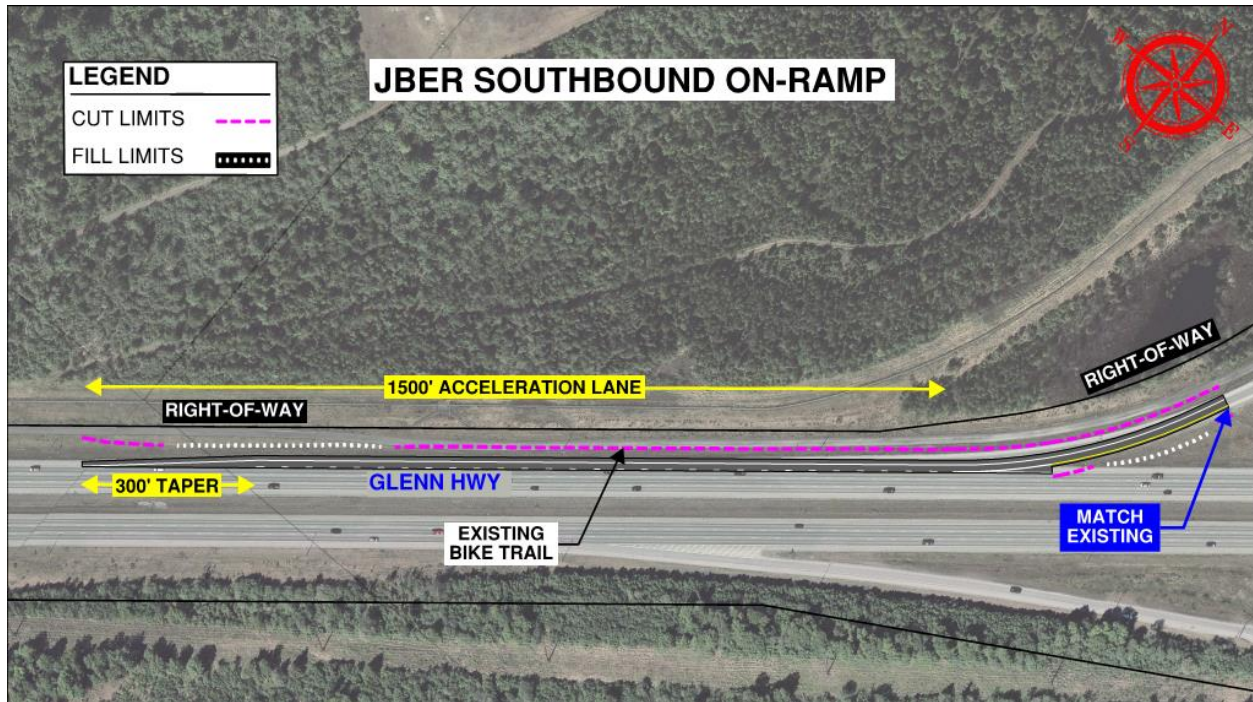 LEGEND
CUT LIMITS
FILL LIMITS
JBER SOUTHBOUND ON-RAMP
W
N
S
E
RIGHT-OF-WAY
1500' ACCELERATION LANE
RIGHT-OF-WAY
300' TAPER
GLENN HWY
EXISTING
BIKE TRAIL
MATCH
EXISTING